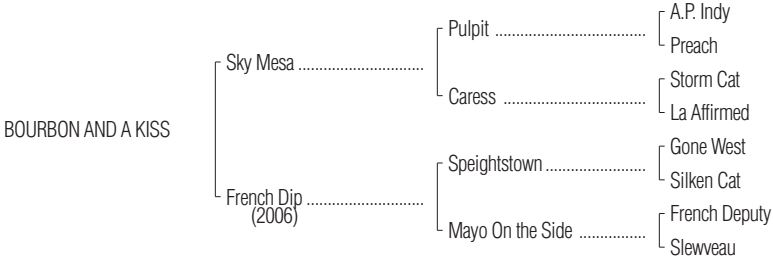 A.P. Indy
Pulpit ......................................
Preach
Sky Mesa ............................
Storm Cat
Caress ....................................
La Affirmed
BOURBON AND A KISS
Gone West
Speightstown.........................
Silken Cat
French Dip ..........................
(2006)
French Deputy
Mayo On the Side ................
Slewveau